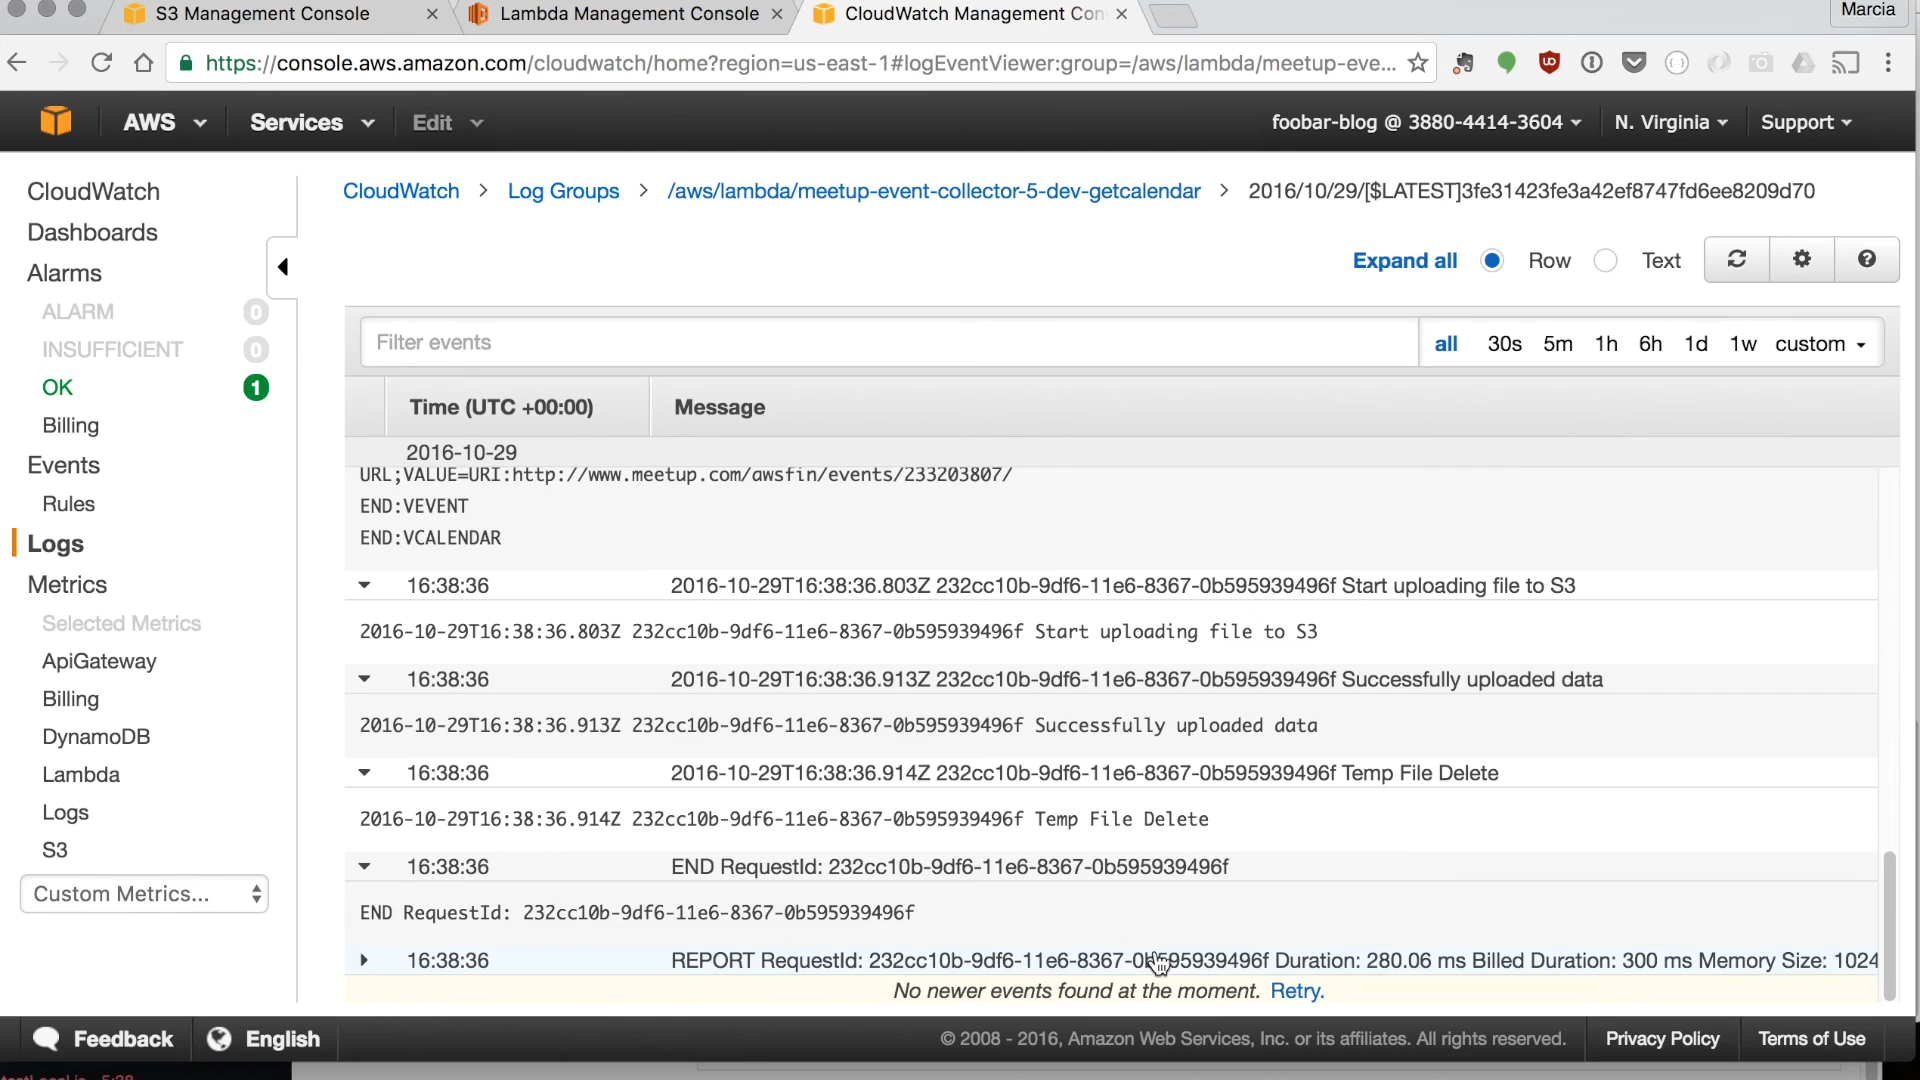 S3 Management Console
Lambda Management Console
CloudWatch Management Con
Marcia
https://console.aws.amazon.com/cloudwatch/home?region=us-east-1#logEventViewer:group=/aws/lambda/meetup-eve...
AWS Services Edit foobar-blog @ 3880-4414-3604 N. Virginia Support
CloudWatch
Dashboards
Alarms
ALARM 0
INSUFFICIENT 0
OK 1
Billing
Events
Rules
Logs
Metrics
Selected Metrics
ApiGateway
Billing
DynamoDB
Lambda
Logs
S3
Custom Metrics...
CloudWatch > Log Groups > /aws/lambda/meetup-event-collector-5-dev-getcalendar > 2016/10/29/[$LATEST]3fe31423fe3a42ef8747fd6ee8209d70
Expand all Row Text
Filter events all 30s 5m 1h 6h 1d 1w custom
Time (UTC +00:00) Message
2016-10-29
URL;VALUE=URI:http://www.meetup.com/awsfin/events/233203807/
END:VEVENT
END:VCALENDAR
16:38:36 2016-10-29T16:38:36.803Z 232cc10b-9df6-11e6-8367-0b595939496f Start uploading file to S3
2016-10-29T16:38:36.803Z 232cc10b-9df6-11e6-8367-0b595939496f Start uploading file to S3
16:38:36 2016-10-29T16:38:36.913Z 232cc10b-9df6-11e6-8367-0b595939496f Successfully uploaded data
2016-10-29T16:38:36.913Z 232cc10b-9df6-11e6-8367-0b595939496f Successfully uploaded data
16:38:36 2016-10-29T16:38:36.914Z 232cc10b-9df6-11e6-8367-0b595939496f Temp File Delete
2016-10-29T16:38:36.914Z 232cc10b-9df6-11e6-8367-0b595939496f Temp File Delete
16:38:36 END RequestId: 232cc10b-9df6-11e6-8367-0b595939496f
END RequestId: 232cc10b-9df6-11e6-8367-0b595939496f
16:38:36 REPORT RequestId: 232cc10b-9df6-11e6-8367-0b595939496f Duration: 280.06 ms Billed Duration: 300 ms Memory Size: 1024
No newer events found at the moment. Retry.
Feedback English © 2008 - 2016, Amazon Web Services, Inc. or its affiliates. All rights reserved. Privacy Policy Terms of Use